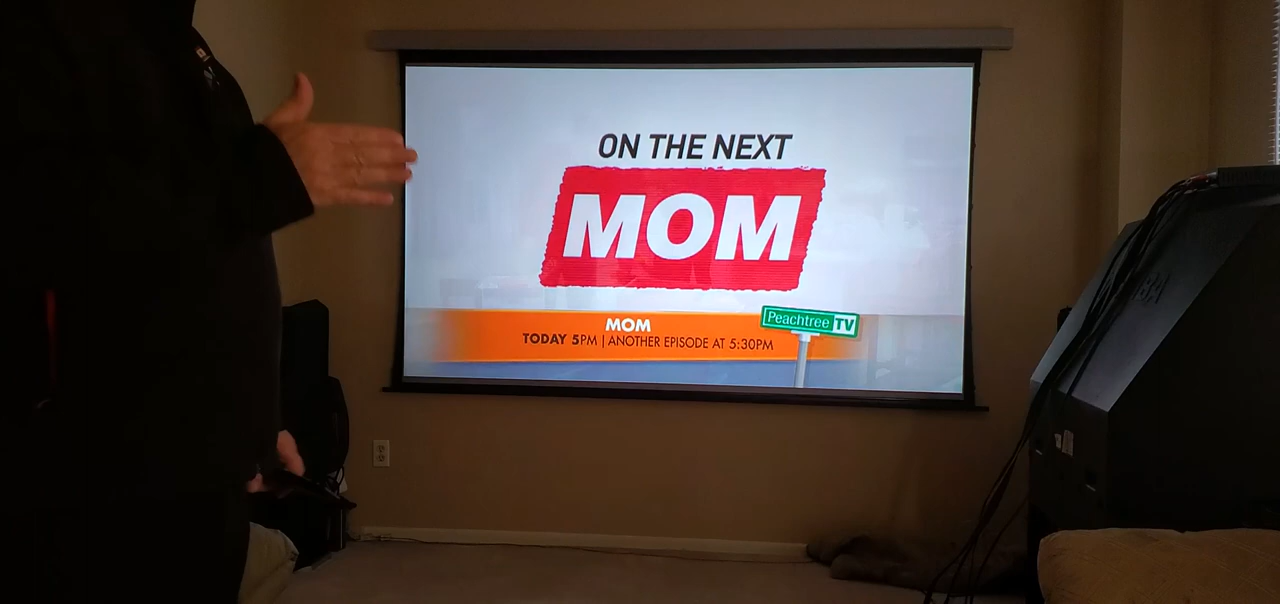 ON THE NEXT
MOM
MOM
TODAY 5PM | ANOTHER EPISODE AT 5:30PM
Peachtree TV